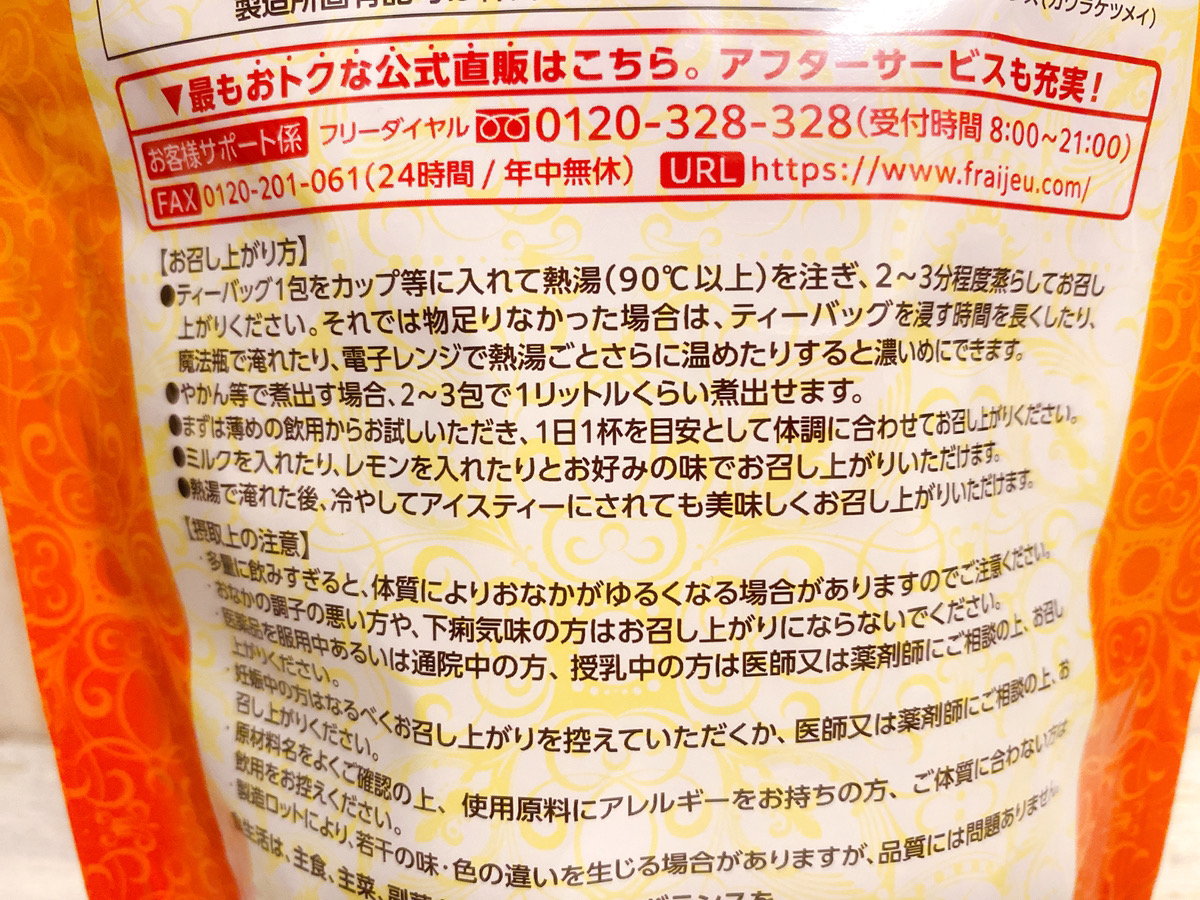 製造所固有記号は
(カワラケツメイ)
▼最もおトクな公式直販はこちら。アフターサービスも充実!
お客様サポート係 フリーダイヤル 0120-328-328(受付時間 8:00~21:00)
FAX 0120-201-061(24時間 / 年中無休) URL https://www.fraijeu.com/
【お召し上がり方】
●ティーバッグ1包をカップ等に入れて熱湯(90℃以上)を注ぎ、2~3分程度蒸らしてお召し
上がりください。それでは物足りなかった場合は、ティーバッグを浸す時間を長くしたり、
魔法瓶で淹れたり、電子レンジで熱湯ごとさらに温めたりすると濃いめにできます。
●やかん等で煮出す場合、2~3包で1リットルくらい煮出せます。
●まずは薄めの飲用からお試しいただき、1日1杯を目安として体調に合わせてお召し上がりください。
●ミルクを入れたり、レモンを入れたりとお好みの味でお召し上がりいただけます。
●熱湯で淹れた後、冷やしてアイスティーにされても美味しくお召し上がりいただけます。
【摂取上の注意】
・多量に飲みすぎると、体質によりおなかがゆるくなる場合がありますのでご注意ください。
・おなかの調子の悪い方や、下痢気味の方はお召し上がりにならないでください。
・医薬品を服用中あるいは通院中の方、授乳中の方は医師又は薬剤師にご相談の上、お召し
上がりください。
・妊娠中の方はなるべくお召し上がりを控えていただくか、医師又は薬剤師にご相談の上、お
召し上がりください。
・原材料名をよくご確認の上、使用原料にアレルギーをお持ちの方、ご体質に合わない方は
飲用をお控えください。
・製造ロットにより、若干の味・色の違いを生じる場合がありますが、品質には問題ありません。
●食生活は、主食、主菜、副菜 バランスを